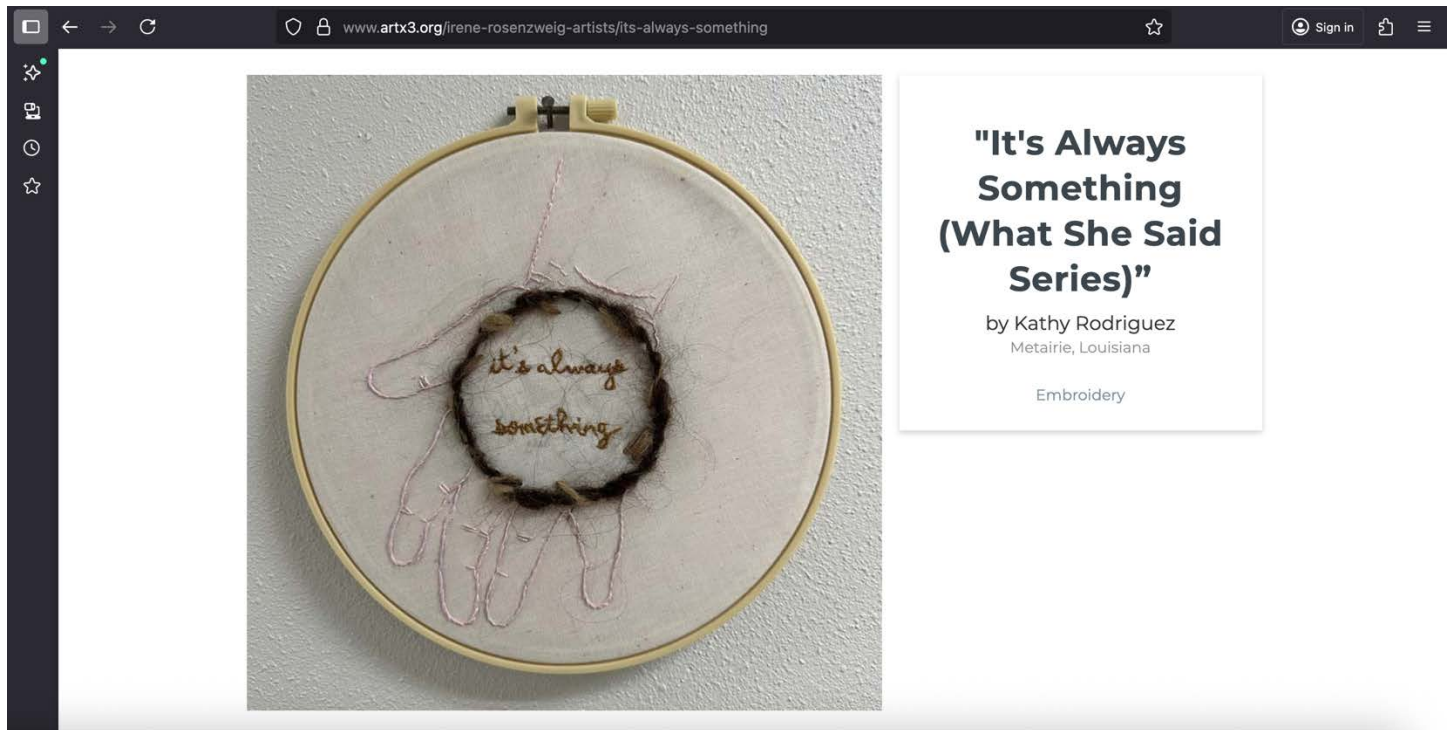 www.artx3.org/irene-rosenzweig-artists/its-always-something
Sign in
it's always
something
"It's Always
Something
(What She Said
Series)”
by Kathy Rodriguez
Metairie, Louisiana
Embroidery